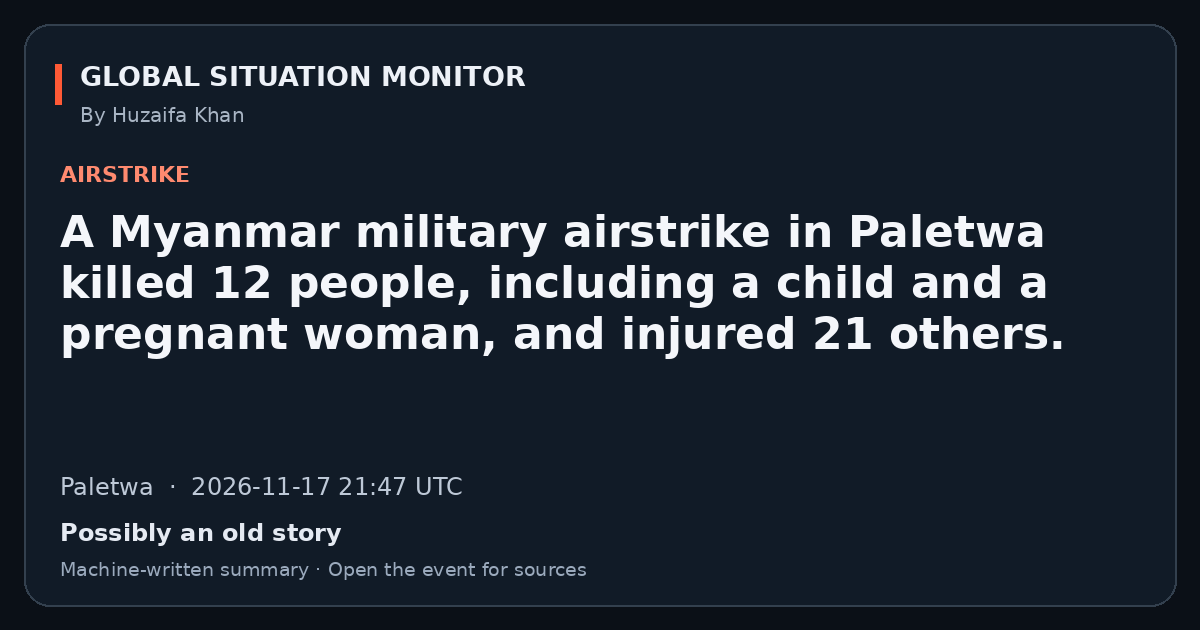 GLOBAL SITUATION MONITOR
By Huzaifa Khan
AIRSTRIKE
A Myanmar military airstrike in Paletwa
killed 12 people, including a child and a
pregnant woman, and injured 21 others.
Paletwa · 2026-11-17 21:47 UTC
Possibly an old story
Machine-written summary · Open the event for sources